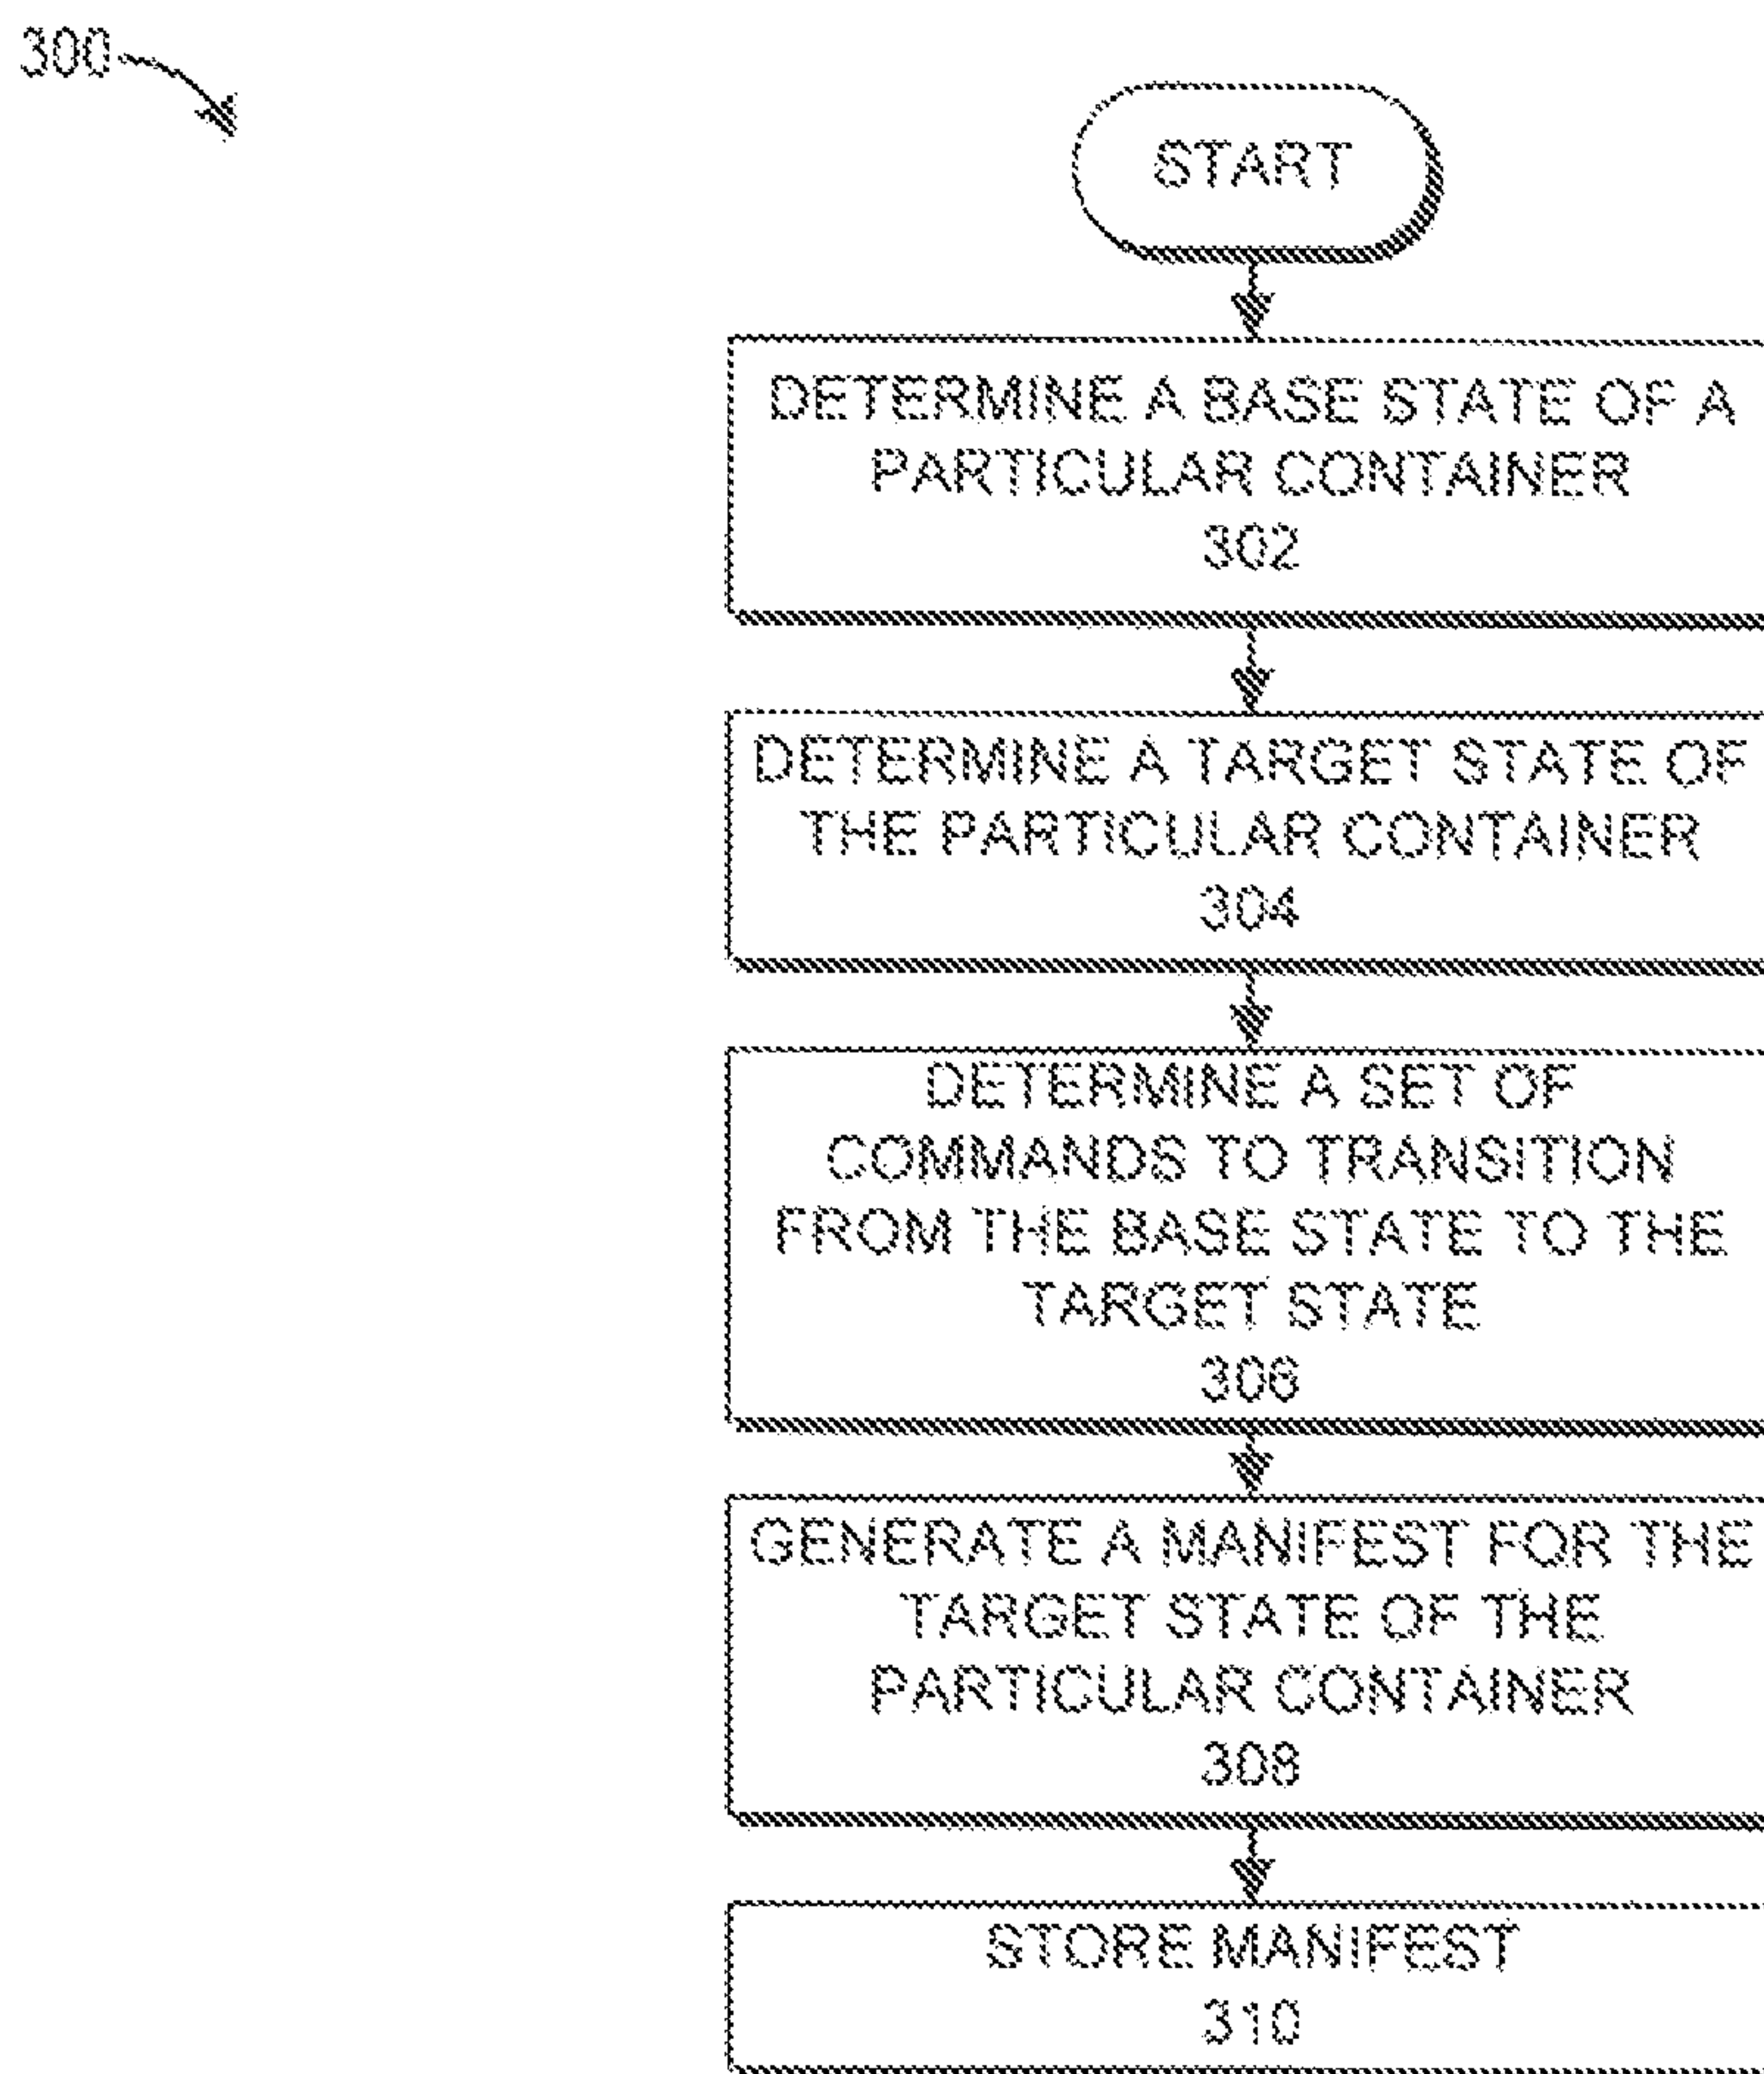 300
START
DETERMINE A BASE STATE OF A
PARTICULAR CONTAINER
302
DETERMINE A TARGET STATE OF
THE PARTICULAR CONTAINER
304
DETERMINE A SET OF
COMMANDS TO TRANSITION
FROM THE BASE STATE TO THE
TARGET STATE
306
GENERATE A MANIFEST FOR THE
TARGET STATE OF THE
PARTICULAR CONTAINER
308
STORE MANIFEST
310